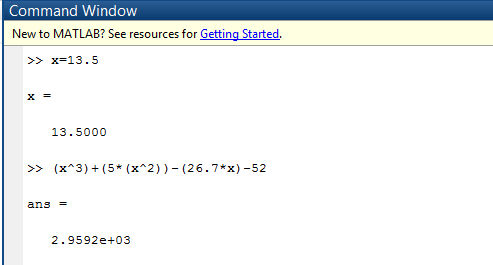 Command Window
New to MATLAB? See resources for Getting Started.
>> x=13.5
x =
13.5000
>> (x^3)+(5*(x^2))-(26.7*x)-52
ans =
2.9592e+03